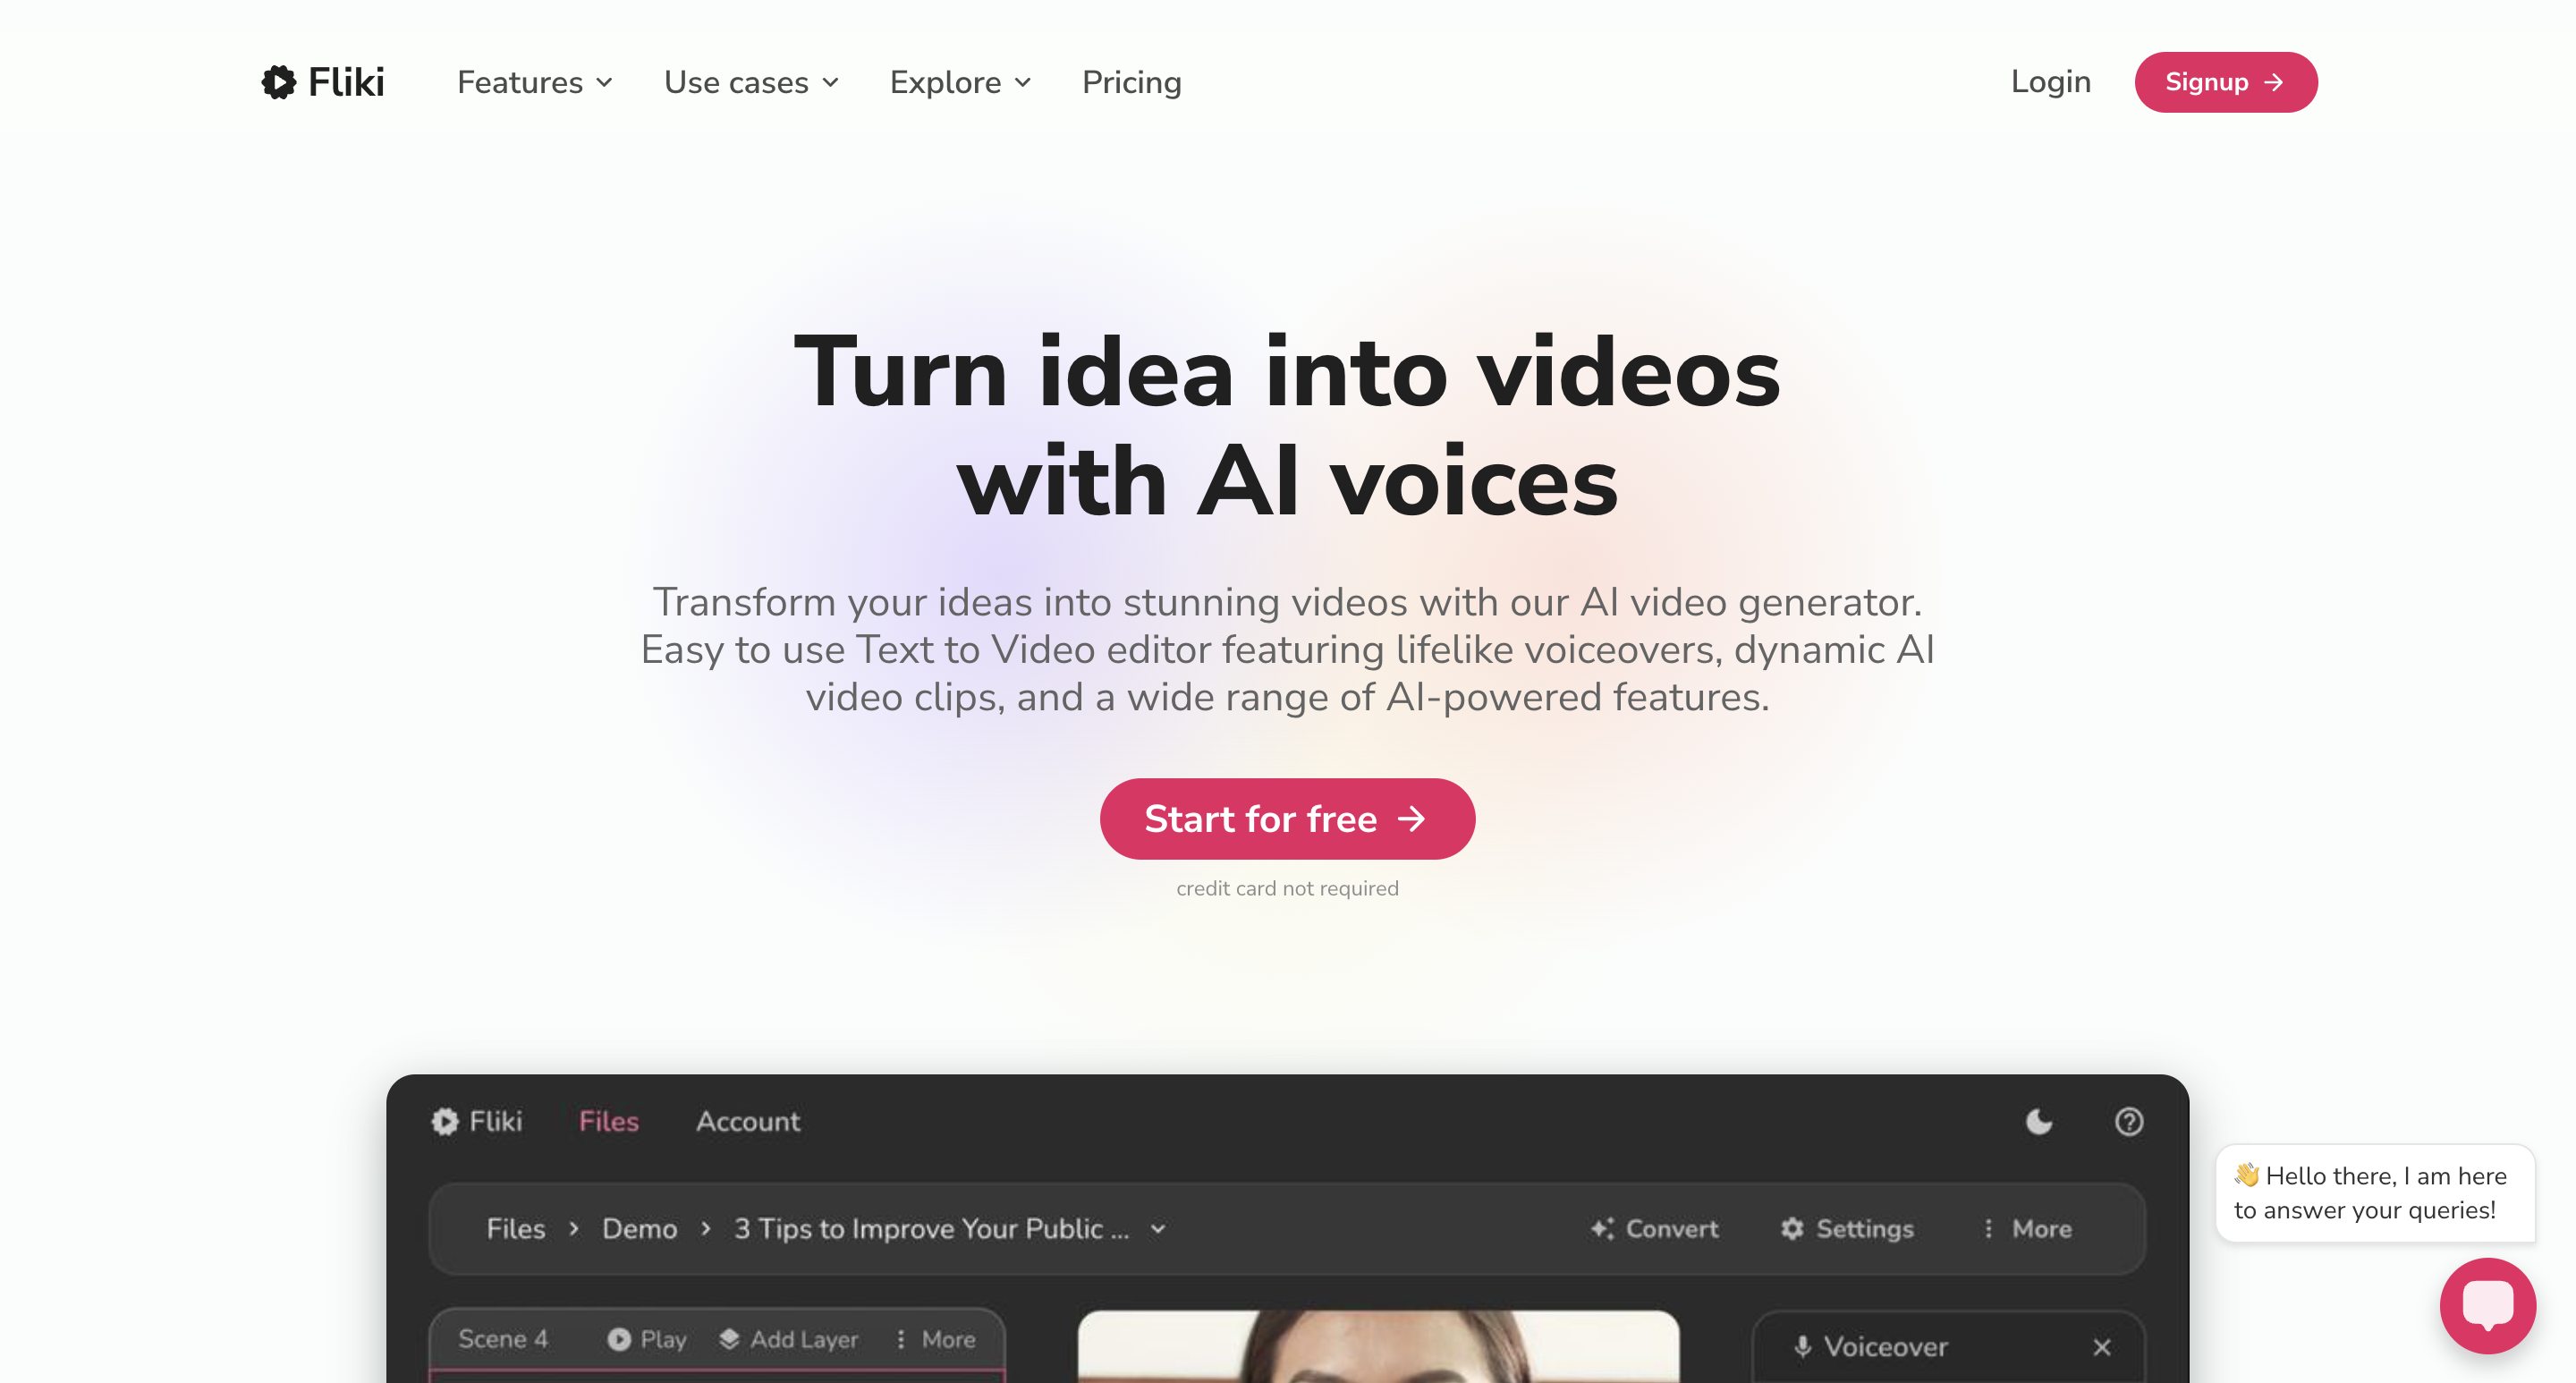 Fliki
Features
Use cases
Explore
Pricing
Login
Signup
Turn idea into videos
with AI voices
Transform your ideas into stunning videos with our AI video generator.
Easy to use Text to Video editor featuring lifelike voiceovers, dynamic AI
video clips, and a wide range of AI-powered features.
Start for free
credit card not required
Fliki
Files
Account
Files > Demo > 3 Tips to Improve Your Public ...
Convert
Settings
More
Scene 4
Play
Add Layer
More
Voiceover
👋 Hello there, I am here
to answer your queries!